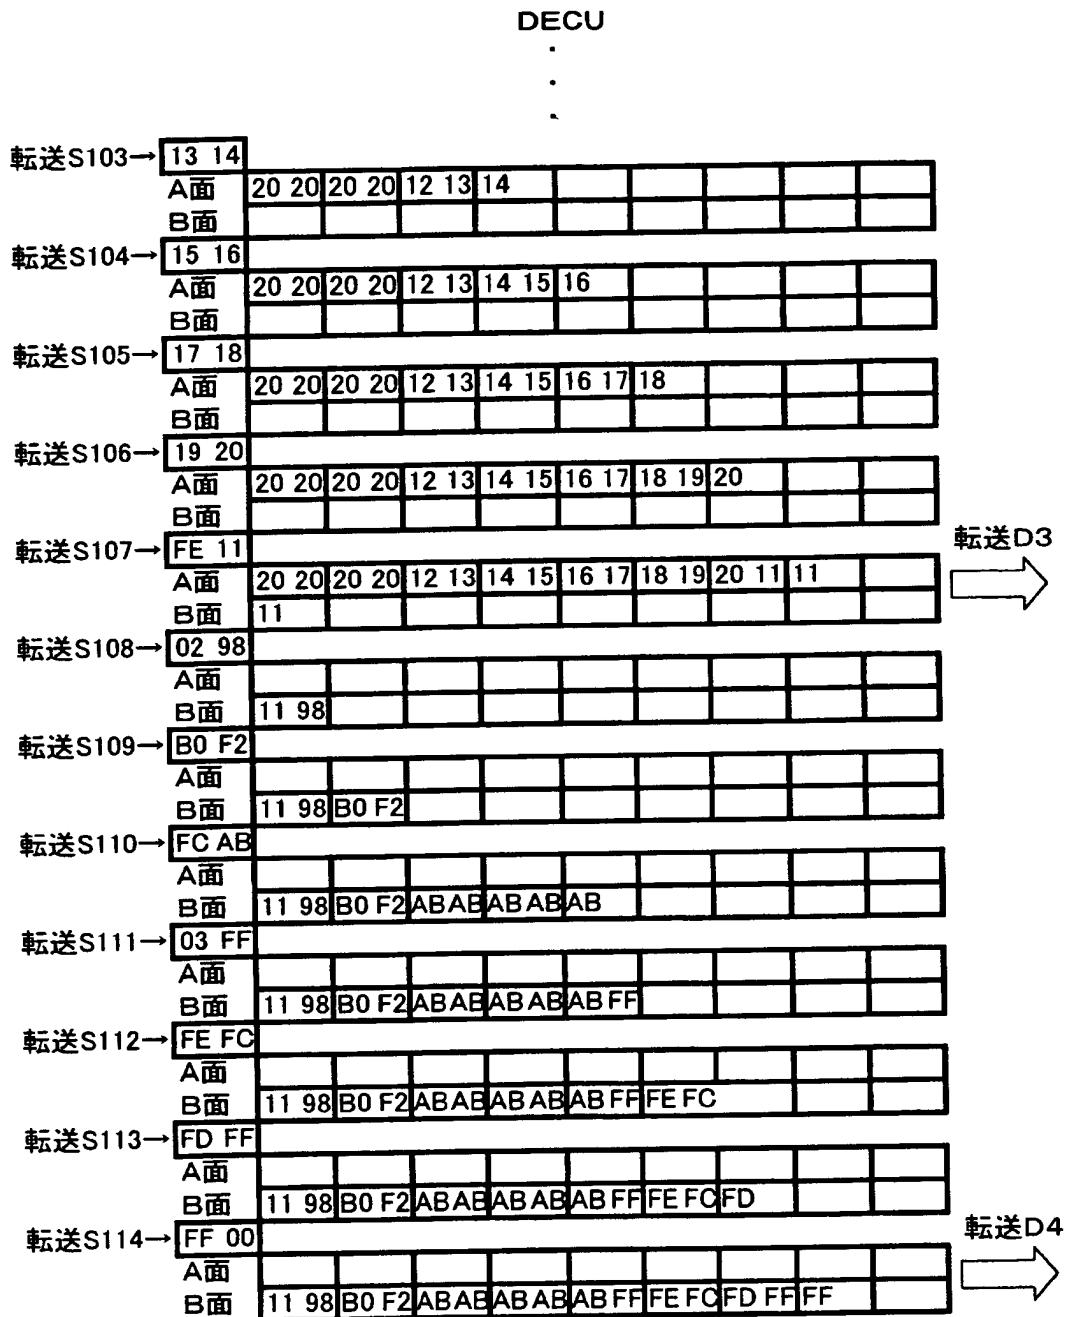 DECU
転送S103→ 13 14
A面 20 20 20 20 12 13 14
B面
転送S104→ 15 16
A面 20 20 20 20 12 13 14 15 16
B面
転送S105→ 17 18
A面 20 20 20 20 12 13 14 15 16 17 18
B面
転送S106→ 19 20
A面 20 20 20 20 12 13 14 15 16 17 18 19 20
B面
転送S107→ FE 11 転送D3
A面 20 20 20 20 12 13 14 15 16 17 18 19 20 11 11
B面 11
転送S108→ 02 98
A面
B面 11 98
転送S109→ B0 F2
A面
B面 11 98 B0 F2
転送S110→ FC AB
A面
B面 11 98 B0 F2 AB AB AB AB AB
転送S111→ 03 FF
A面
B面 11 98 B0 F2 AB AB AB AB AB FF
転送S112→ FE FC
A面
B面 11 98 B0 F2 AB AB AB AB AB FF FE FC
転送S113→ FD FF
A面
B面 11 98 B0 F2 AB AB AB AB AB FF FE FC FD
転送S114→ FF 00 転送D4
A面
B面 11 98 B0 F2 AB AB AB AB AB FF FE FC FD FF FF